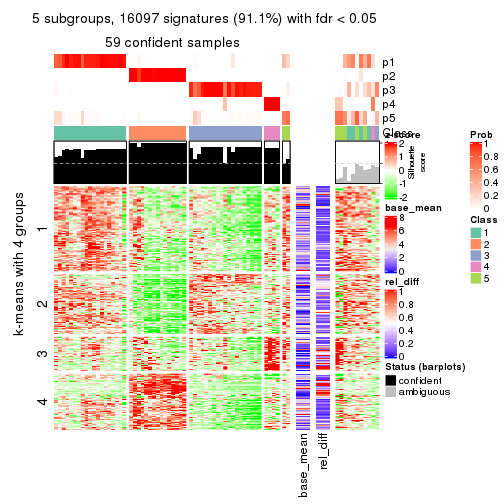 5 subgroups, 16097 signatures (91.1%) with fdr < 0.05
59 confident samples
p1
p2
p3
p4
p5
Class
Silhouette
score
k-means with 4 groups
1
2
3
4
base_mean
rel_diff
z-score
2
1
0
-1
-2
base_mean
8
6
4
2
0
rel_diff
1
0.8
0.6
0.4
0.2
0
Status (barplots)
confident
ambiguous
Prob
1
0.8
0.6
0.4
0.2
0
Class
1
2
3
4
5